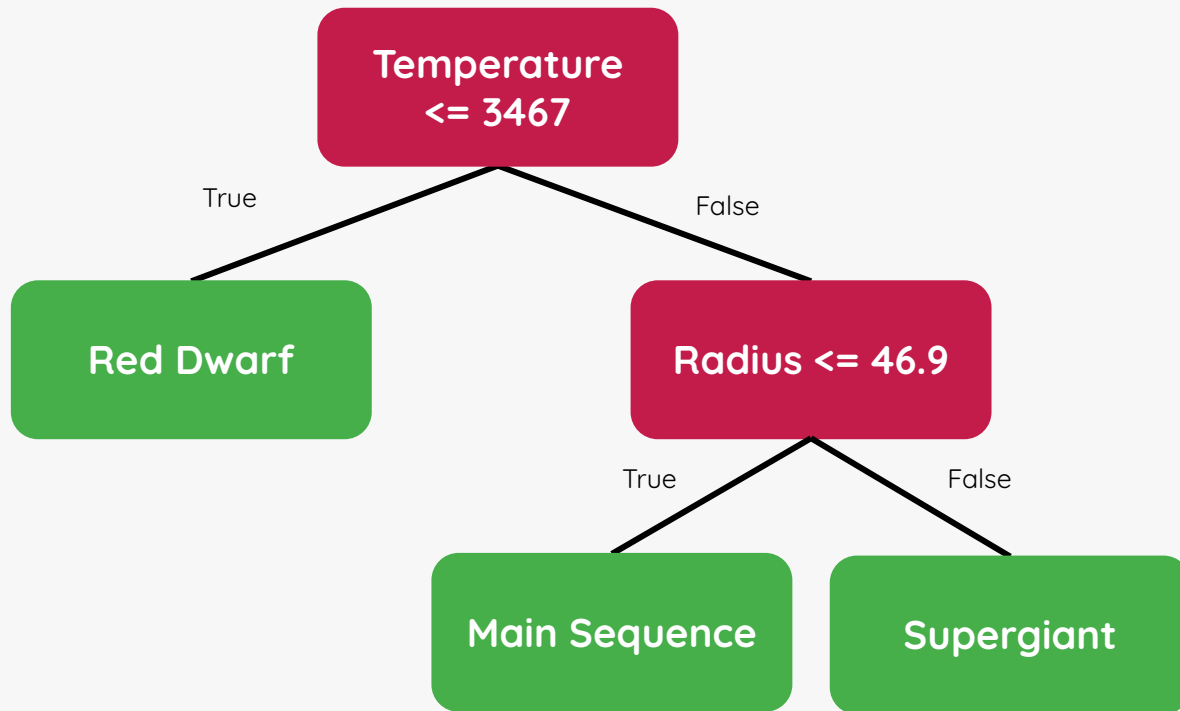 Temperature
<= 3467
True
False
Red Dwarf
Radius <= 46.9
True
False
Main Sequence
Supergiant